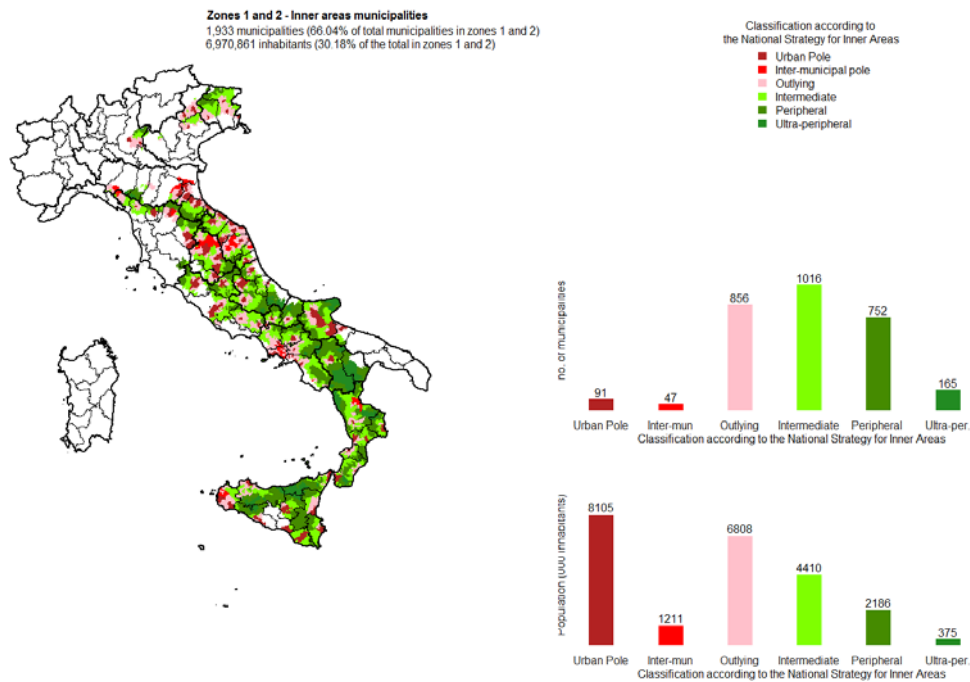 Zones 1 and 2 - Inner areas municipalities
1,933 municipalities (66.04% of total municipalities in zones 1 and 2)
6,970,861 inhabitants (30.18% of the total in zones 1 and 2)
Classification according to
the National Strategy for Inner Areas
Urban Pole
Inter-municipal pole
Outlying
Intermediate
Peripheral
Ultra-peripheral
no. of municipalities
91
47
856
1016
752
165
Urban Pole Inter-mun Outlying Intermediate Peripheral Ultra-per.
Classification according to the National Strategy for Inner Areas
Population (000 inhabitants)
8105
1211
6808
4410
2186
375
Urban Pole Inter-mun Outlying Intermediate Peripheral Ultra-per.
Classification according to the National Strategy for Inner Areas